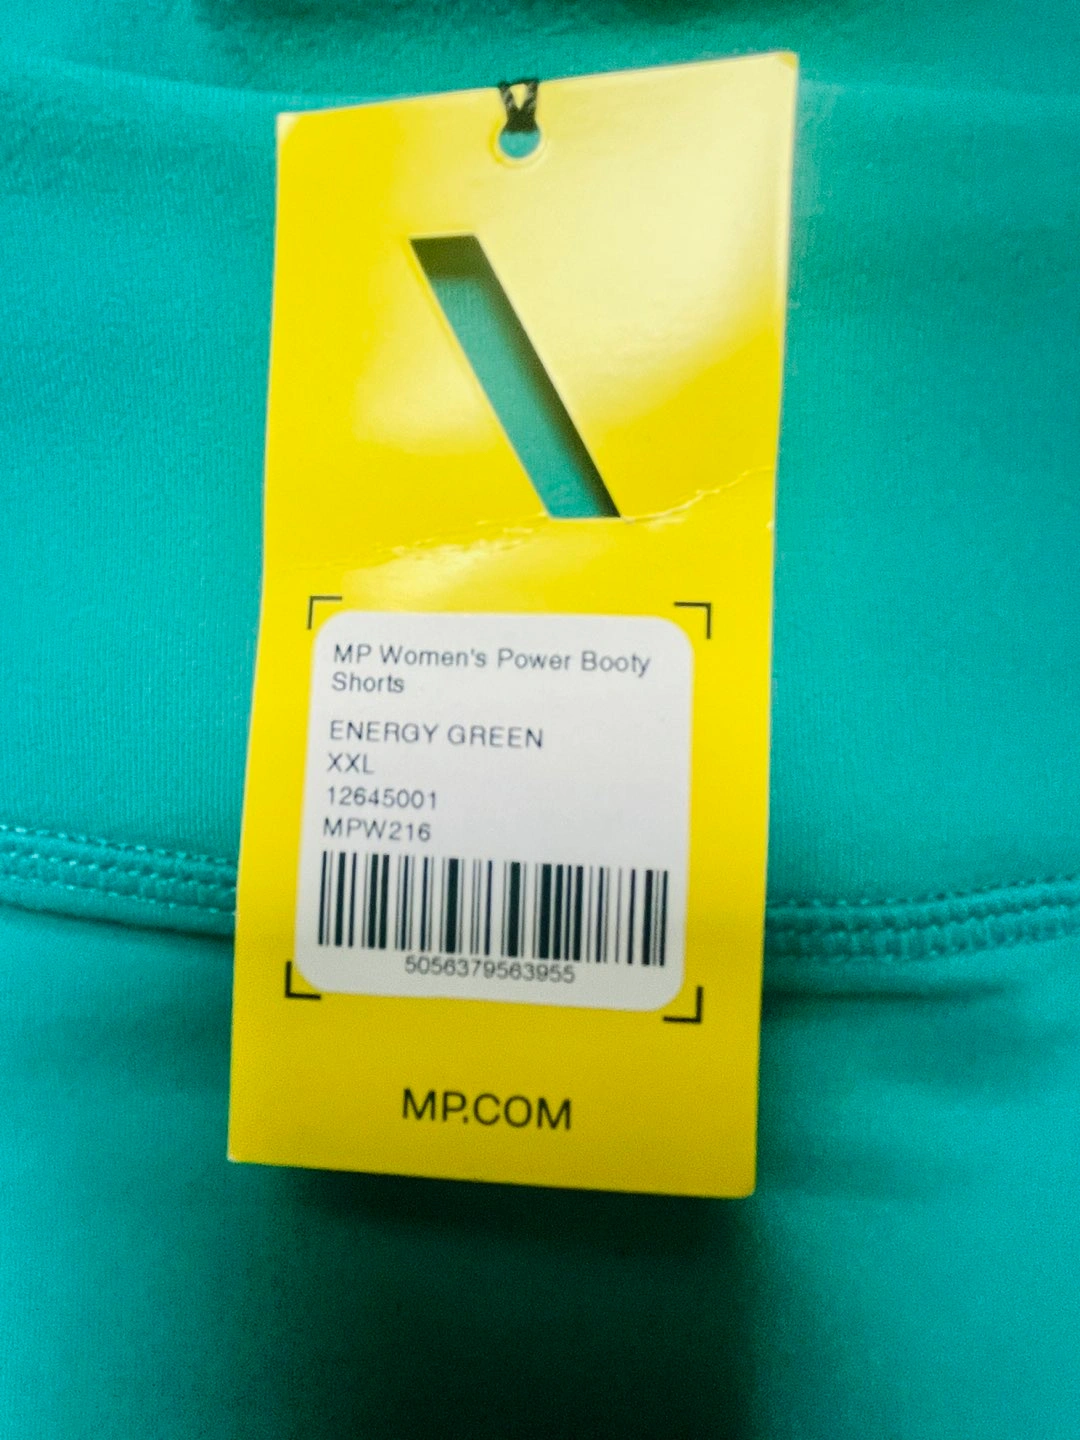 MP Women's Power Booty
Shorts
ENERGY GREEN
XXL
12645001
MPW216
5056379563955
MP.COM